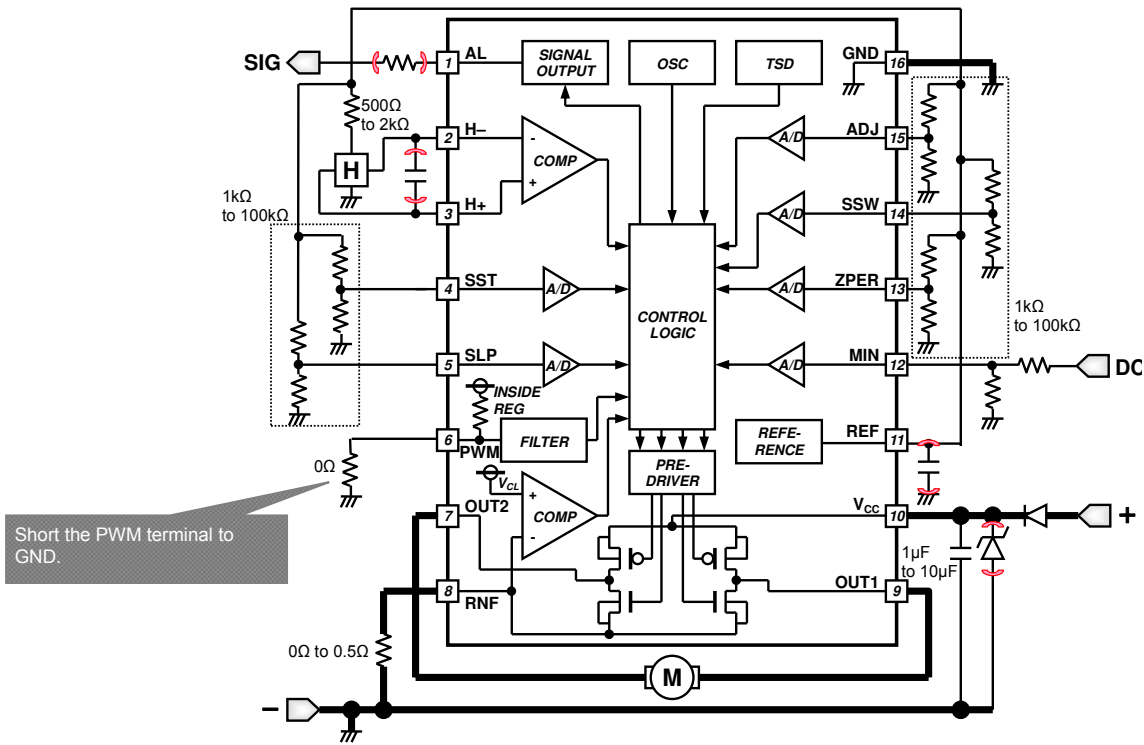 SIG
1
AL
SIGNAL
OUTPUT
OSC
TSD
GND
16
500Ω
to 2kΩ
2
H–
-
COMP
+
H
3
H+
A/D
ADJ
15
A/D
SSW
14
1kΩ
to 100kΩ
4
SST
A/D
CONTROL
LOGIC
A/D
ZPER
13
1kΩ
to 100kΩ
5
SLP
A/D
A/D
MIN
12
DC
INSIDE
REG
6
PWM
FILTER
REFE-
RENCE
REF
11
0Ω
VCL
PRE-
DRIVER
Short the PWM terminal to
GND.
7
OUT2
+
COMP
-
VCC
10
+
1µF
to 10µF
8
RNF
OUT1
9
0Ω to 0.5Ω
M
–